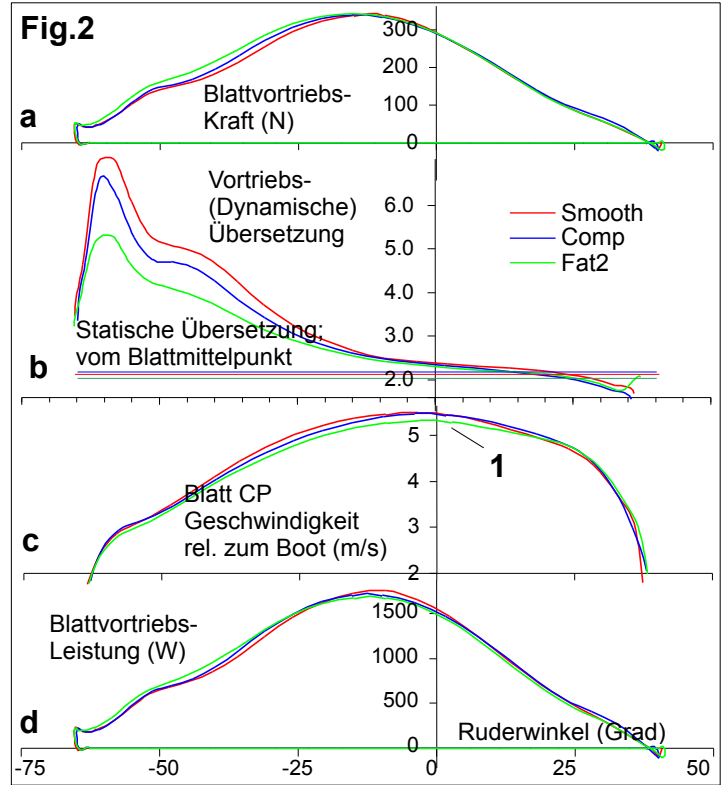 Fig.2
300
200
100
0
a
Blattvortriebs-
Kraft (N)
Vortriebs-
(Dynamische)
Übersetzung
6.0
5.0
4.0
3.0
2.0
Smooth
Comp
Fat2
Statische Übersetzung;
vom Blattmittelpunkt
b
5
4
3
2
1
Blatt CP
Geschwindigkeit
rel. zum Boot (m/s)
c
Blattvortriebs-
Leistung (W)
1500
1000
500
0
d
Ruderwinkel (Grad)
-75
-50
-25
0
25
50